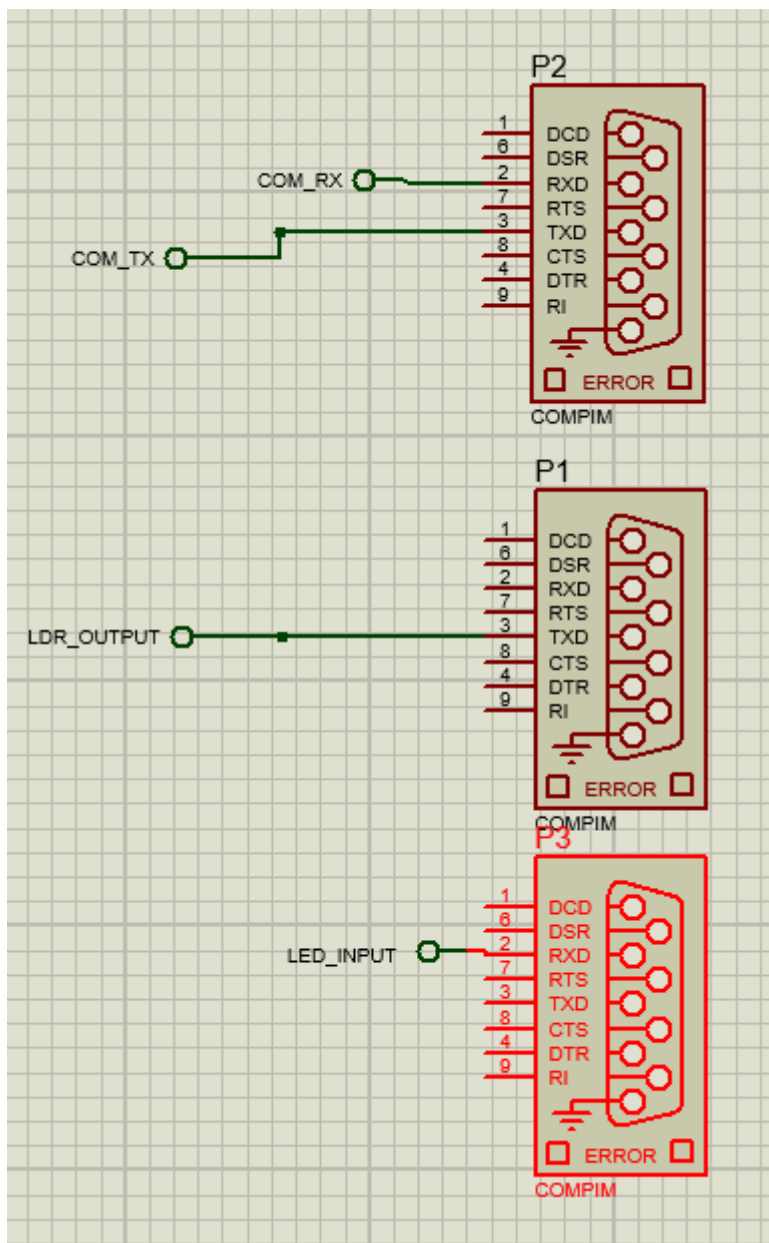 P2
1 DCD
6 DSR
COM_RX 2 RXD
7 RTS
3 TXD
COM_TX 8 CTS
4 DTR
9 RI
ERROR
COMPIM
P1
1 DCD
6 DSR
2 RXD
7 RTS
LDR_OUTPUT 3 TXD
8 CTS
4 DTR
9 RI
ERROR
COMPIM
P3
1 DCD
6 DSR
LED_INPUT 2 RXD
7 RTS
3 TXD
8 CTS
4 DTR
9 RI
ERROR
COMPIM